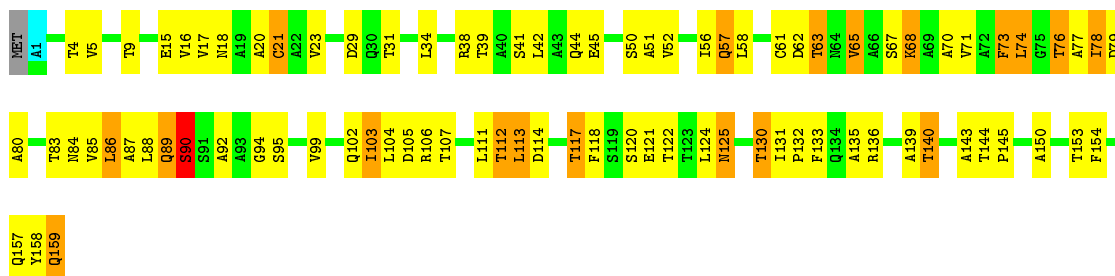 MET A1 T4 V5 T9 E15 V16 V17 N18 A19 A20 C21 A22 V23 D29 Q30 T31 L34 R38 T39 A40 S41 L42 A43 Q44 E45 S50 A51 V52 I56 Q57 L58 C61 D62 T63 N64 V65 A66 S67 K68 A69 A70 V71 A72 F73 L74 G75 T76 A77 I78
A80 T83 N84 V85 L86 A87 L88 Q89 S90 S91 A92 A93 G94 S95 V99 Q102 I103 L104 D105 R106 T107 L111 T112 L113 D114 T117 F118 S119 S120 E121 T122 T123 L124 N125 T130 I131 P132 F133 Q134 A135 R136 A139 T140 A143 T144 P145 A150 T153 F154
Q157 Y158 Q159